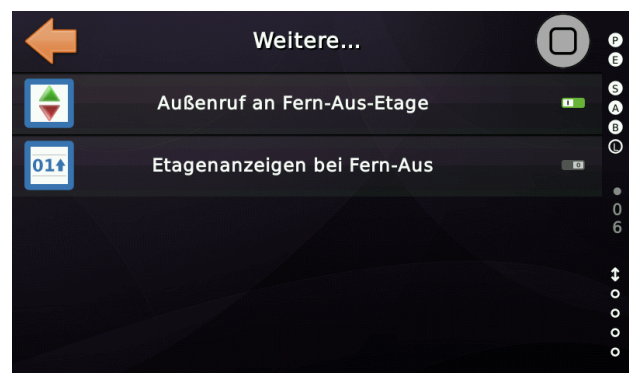 Weitere...
Außenruf an Fern-Aus-Etage
01
Etagenanzeigen bei Fern-Aus
P
E
S
A
B
L
0
6